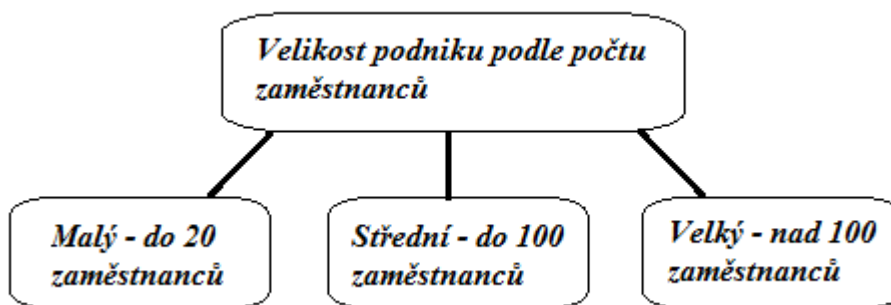 Velikost podniku podle počtu
zaměstnanců
Malý - do 20
zaměstnanců
Střední - do 100
zaměstnanců
Velký - nad 100
zaměstnanců